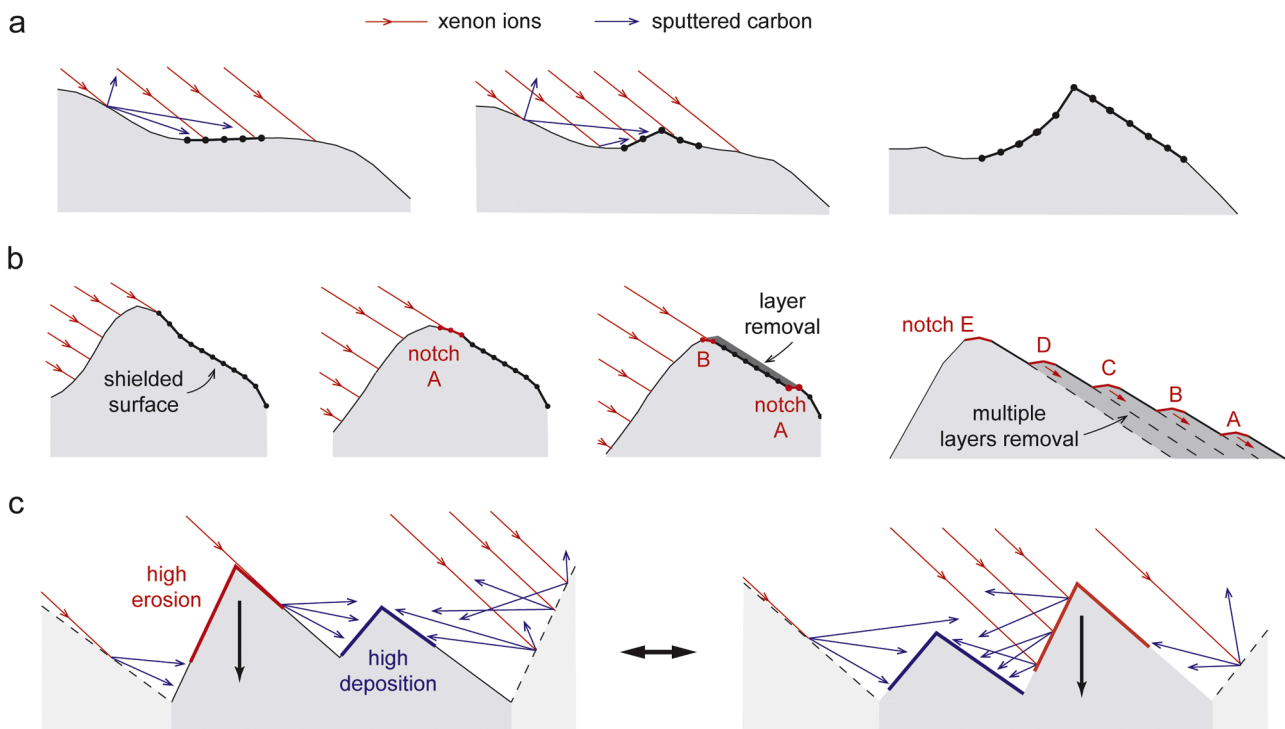 a
xenon ions
sputtered carbon
b
shielded
surface
notch
A
B
layer
removal
notch
A
notch E
D
C
B
A
multiple
layers removal
c
high
erosion
high
deposition